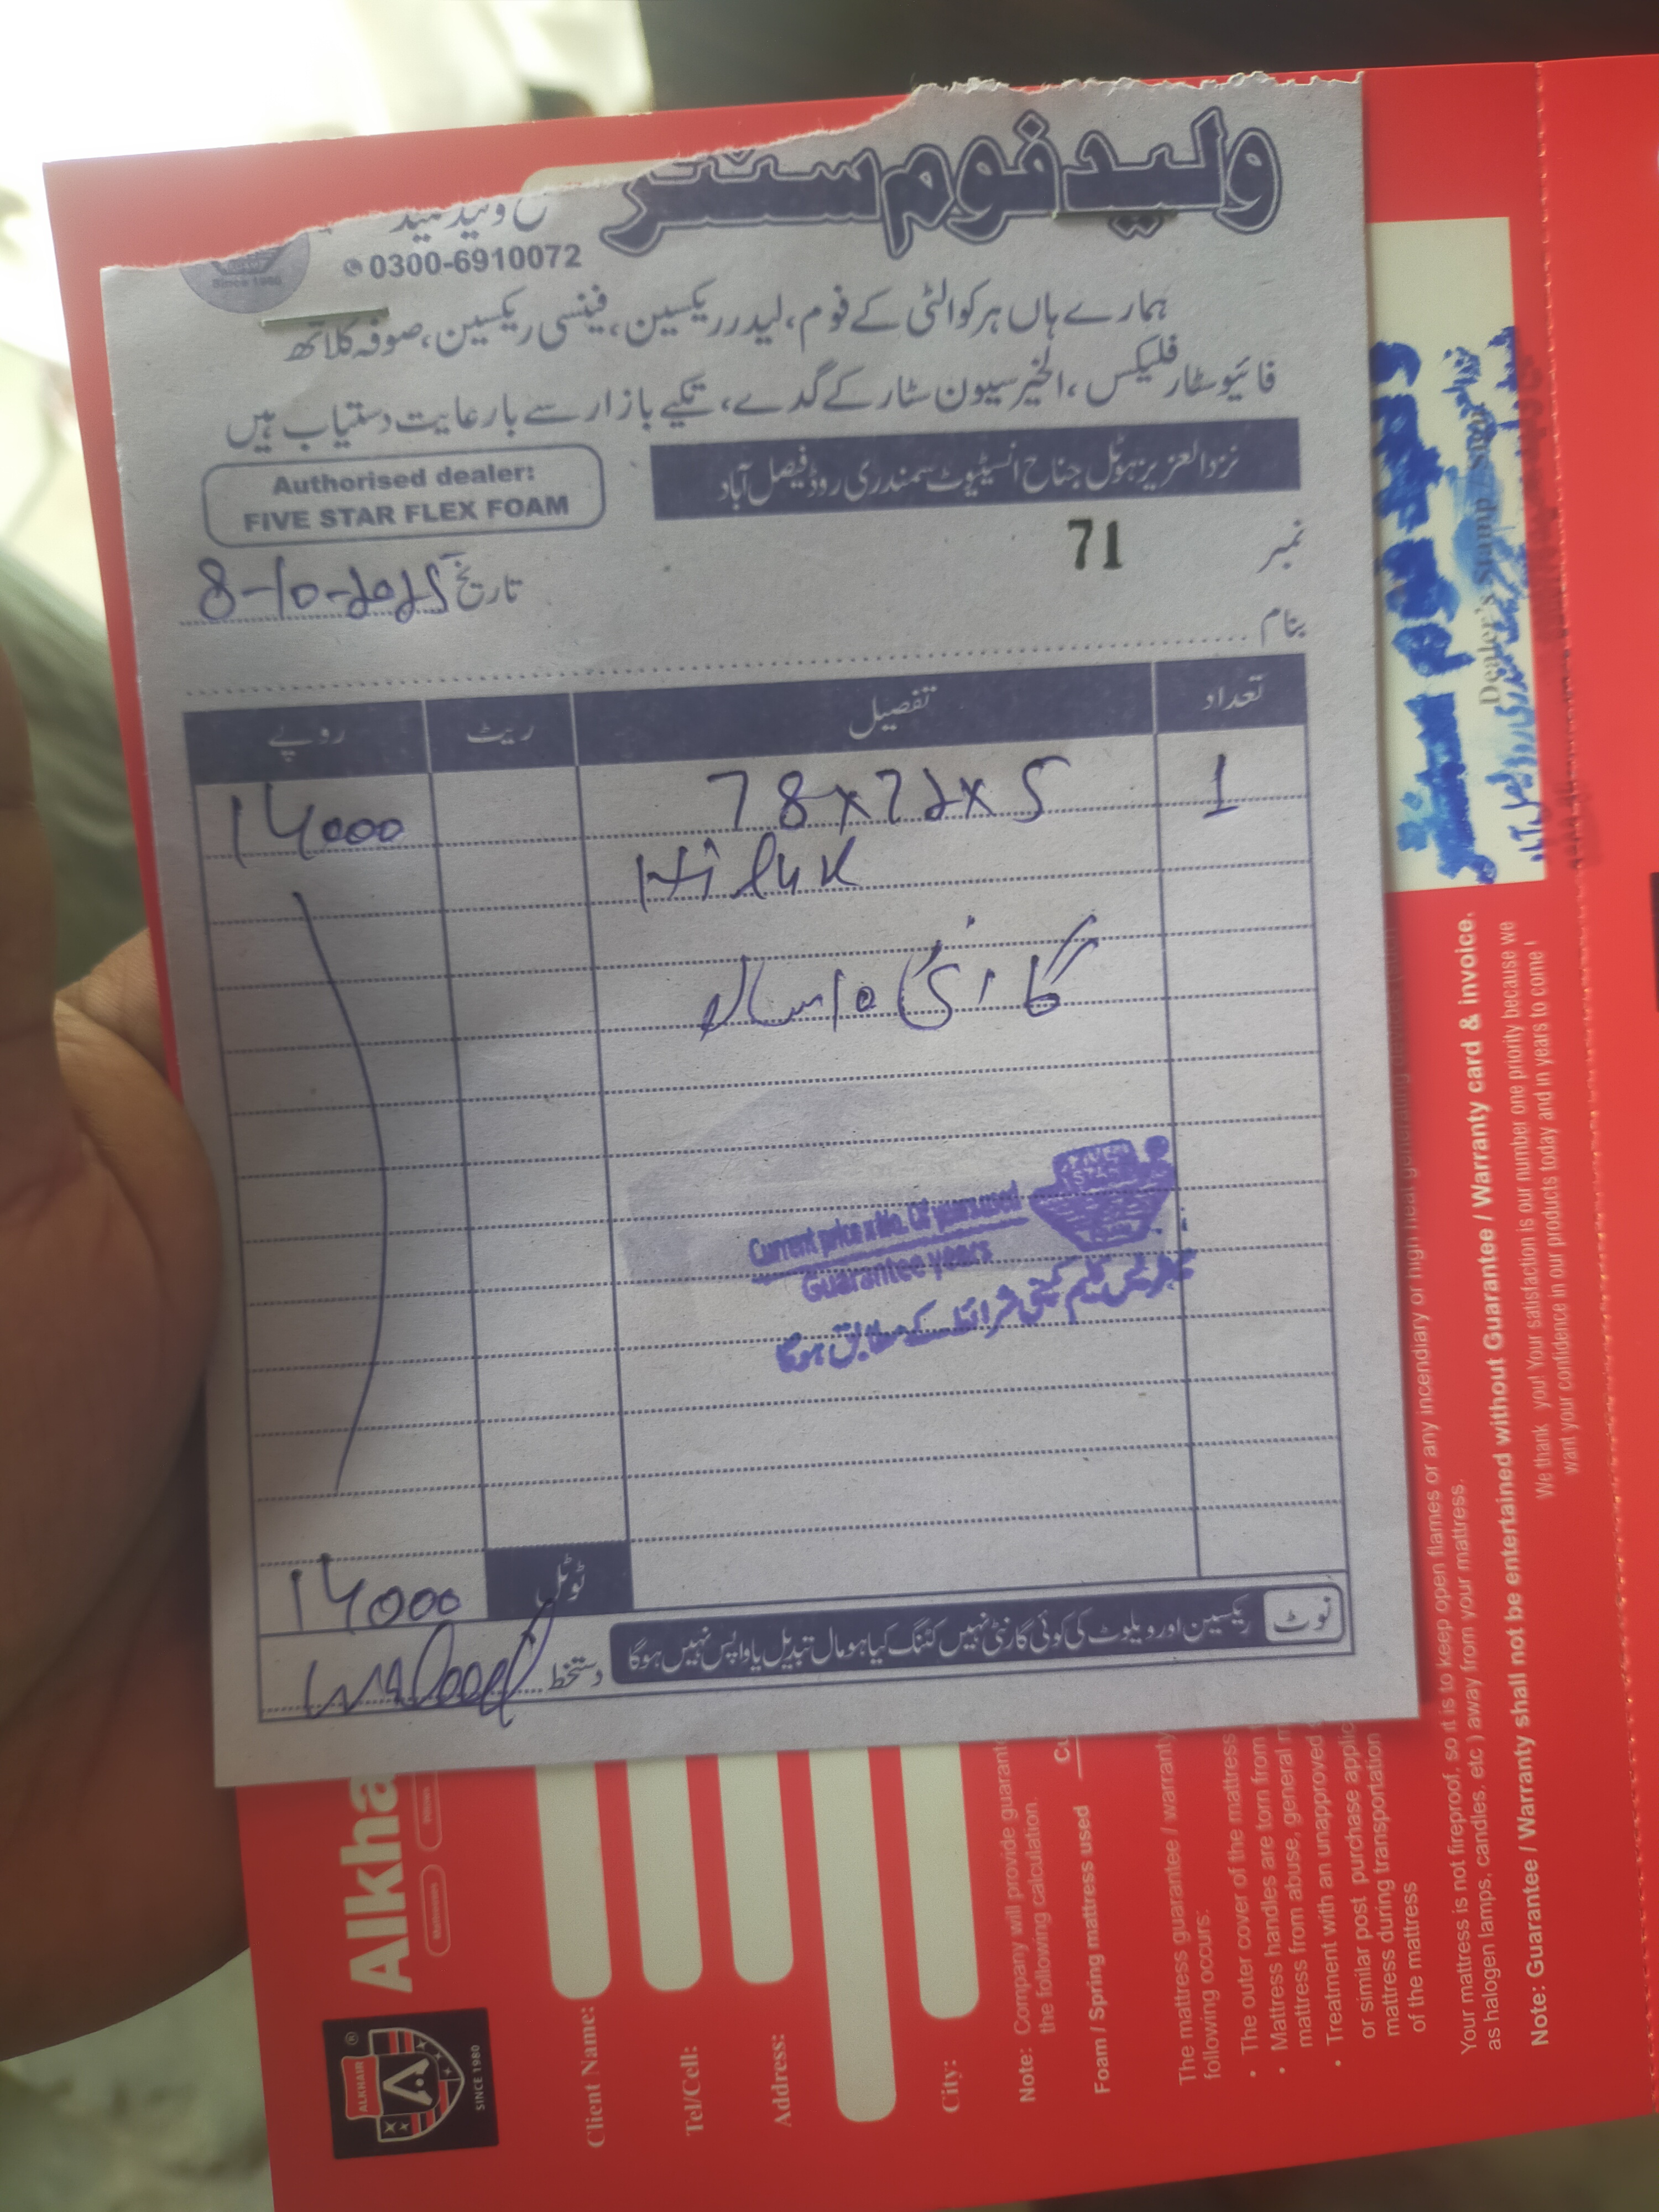 ولید فوم سنٹر
0300-6910072
Since 1980
ہمارے ہاں ہر کوالٹی کے فوم، لیدر ریکسین، فینسی ریکسین، صوفہ کلاتھ
فائیو سٹار فلیکس، الخیر سیون سٹار کے گدے، تکیے بازار سے بارعایت دستیاب ہیں
Authorised dealer:
FIVE STAR FLEX FOAM
نزد العزیز ہوٹل جناح انسٹیٹیوٹ سمندری روڈ فیصل آباد
نمبر 71
تاریخ 8-10-2025
بنام
تعداد تفصیل ریٹ روپے
1 78x72x5 14000
Hiluk
گارنٹی 10 سال
Current price x No. Of years used
Guarantee years
FIVE STAR
کلیم کمپنی شرائط کے مطابق ہوگا
ٹوٹل 14000
نوٹ ریکسین اور ویلوٹ کی کوئی گارنٹی نہیں کٹنگ کیا ہوا مال تبدیل یا واپس نہیں ہوگا
دستخط Waleed
ولید فوم سنٹر
Dealer's Stamp
Alkha
ALKHAIR
SINCE 1980
Client Name:
Tel/Cell:
Address:
City:
Note: Company will provide guarant
the following calculation.
Foam / Spring mattress used
Cu
The mattress guarantee / warranty
following occurs:
• The outer cover of the mattress
• Mattress handles are torn from
mattress from abuse, general
• Treatment with an unapproved
or similar post purchase applic
mattress during transportation
of the mattress
Your mattress is not fireproof, so it is to keep open flames or any incendiary or high heat generating
as halogen lamps, candles, etc ) away from your mattress.
Note: Guarantee / Warranty shall not be entertained without Guarantee / Warranty card & invoice.
We thank you! Your satisfaction is our number one priority because we
want your confidence in our products today and in years to come !